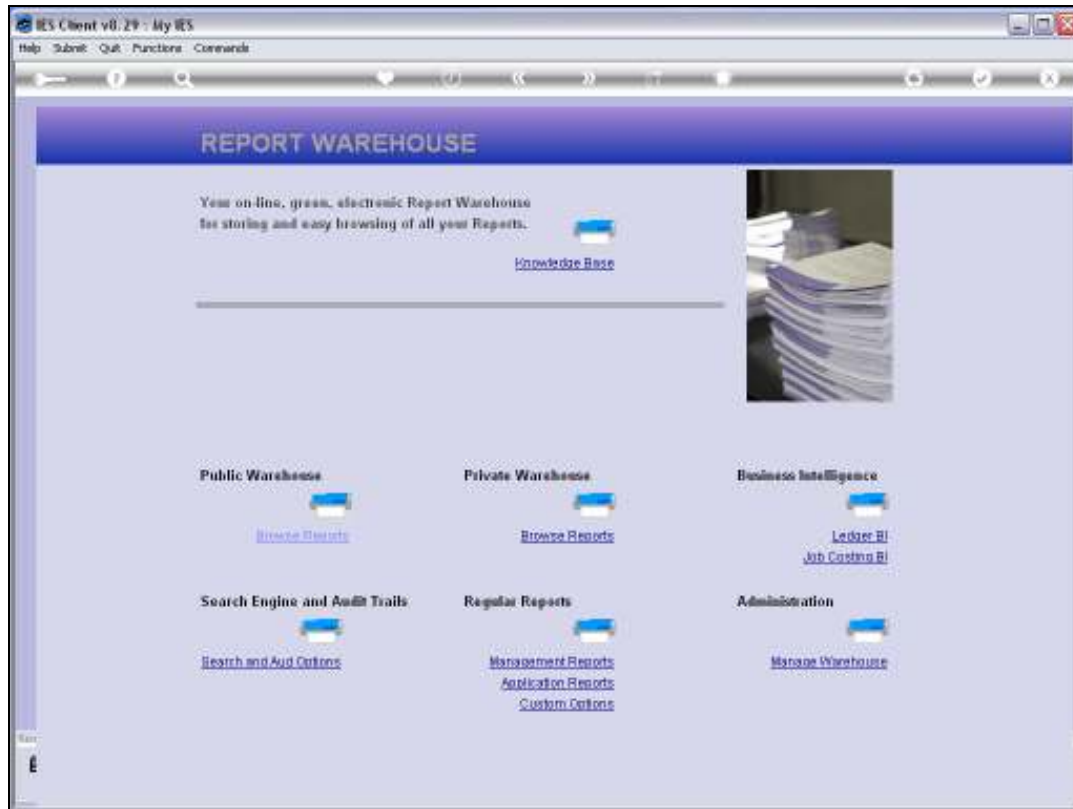 IES Client v8.29 : My IES
Help Submit Quit Functions Commands
REPORT WAREHOUSE
Your on-line, green, electronic Report Warehouse
for storing and easy browsing of all your Reports.
Knowledge Base
Public Warehouse Private Warehouse Business Intelligence
Browse Reports Browse Reports Ledger BI
Job Costing BI
Search Engine and Audit Trails Regular Reports Administration
Search and Aud Options Management Reports Manage Warehouse
Application Reports
Custom Options